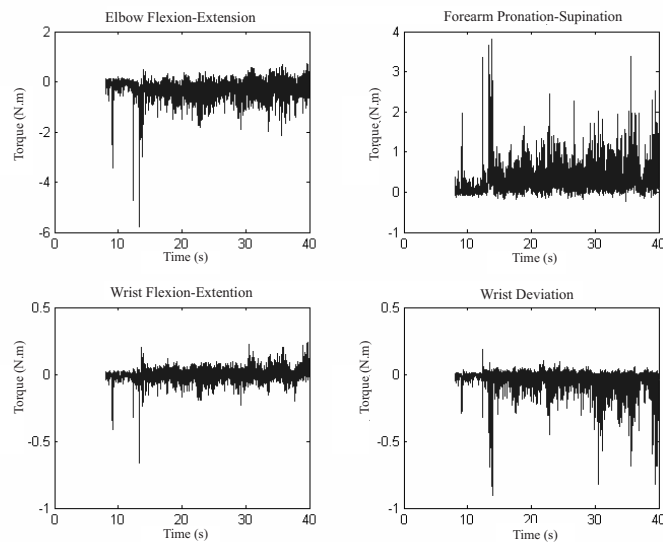 Elbow Flexion-Extension
2
0
-2
-4
-6
Torque (N.m)
0 10 20 30 40
Time (s)
Forearm Pronation-Supination
4
3
2
1
0
-1
Torque (N.m)
0 10 20 30 40
Time (s)
Wrist Flexion-Extention
0.5
0
-0.5
-1
Torque (N.m)
0 10 20 30 40
Time (s)
Wrist Deviation
0.5
0
-0.5
-1
Torque (N.m)
0 10 20 30 40
Time (s)